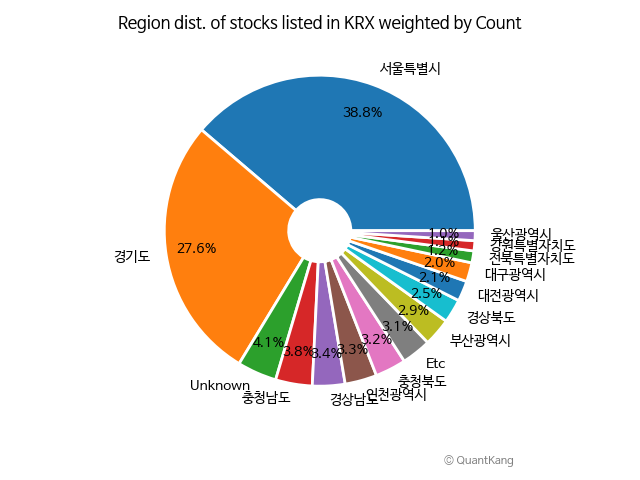 Region dist. of stocks listed in KRX weighted by Count
서울특별시
38.8%
경기도
27.6%
Unknown
4.1%
충청남도
3.8%
경상남도
3.4%
인천광역시
3.3%
충청북도
3.2%
Etc
3.1%
부산광역시
2.9%
경상북도
2.5%
대전광역시
2.1%
대구광역시
2.0%
전북특별자치도
1.2%
강원특별자치도
1.1%
울산광역시
1.0%
© QuantKang